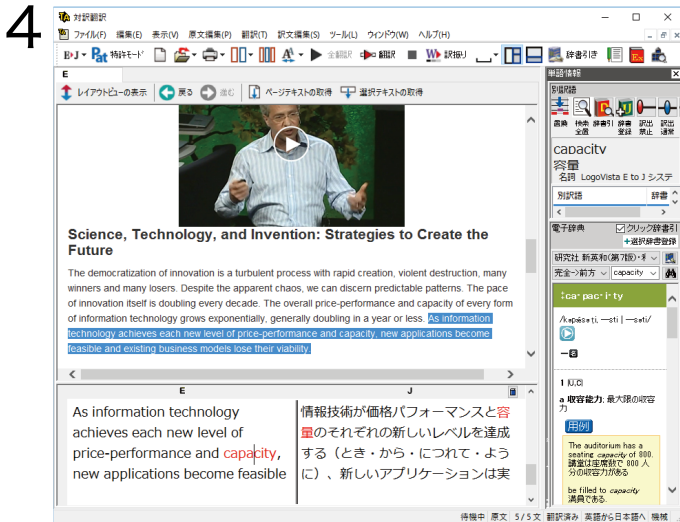 4
対訳翻訳
ファイル(F) 編集(E) 表示(V) 原文編集(P) 翻訳(T) 訳文編集(S) ツール(L) ウィンドウ(W) ヘルプ(H)
E▸J Pat 特許モード 全翻訳 翻訳 訳振り 辞書引き
E
レイアウトビューの表示 戻る 進む ページテキストの取得 選択テキストの取得
Science, Technology, and Invention: Strategies to Create the
Future
The democratization of innovation is a turbulent process with rapid creation, violent destruction, many
winners and many losers. Despite the apparent chaos, we can discern predictable patterns. The pace
of innovation itself is doubling every decade. The overall price-performance and capacity of every form
of information technology grows exponentially, generally doubling in a year or less. As information
technology achieves each new level of price-performance and capacity, new applications become
feasible and existing business models lose their viability.
E
As information technology
achieves each new level of
price-performance and capacity,
new applications become feasible
J
情報技術が価格パフォーマンスと容
量のそれぞれの新しいレベルを達成
する（とき・から・につれて・よう
に）、新しいアプリケーションは実
単語情報
別訳語
置換 検索全置 辞書引 辞書登録 訳出禁止 訳出通常
capacity
容量
名詞 LogoVista E to J システ
別訳語 辞書
電子辞典 クリック辞書引
+選択辞書登録
研究社 新英和(第7版)・
完全->前方 capacity
ca·pac·i·ty
/kəpǽsəṭi, —sti | —səti/
1 [U,C]
a 収容能力; 最大限の収容
力
用例
The auditorium has a
seating capacity of 800.
講堂は座席数で 800 人
分の収容力がある
be filled to capacity
満員である.
待機中 原文 5/5文 翻訳済み 英語から日本語へ 機械